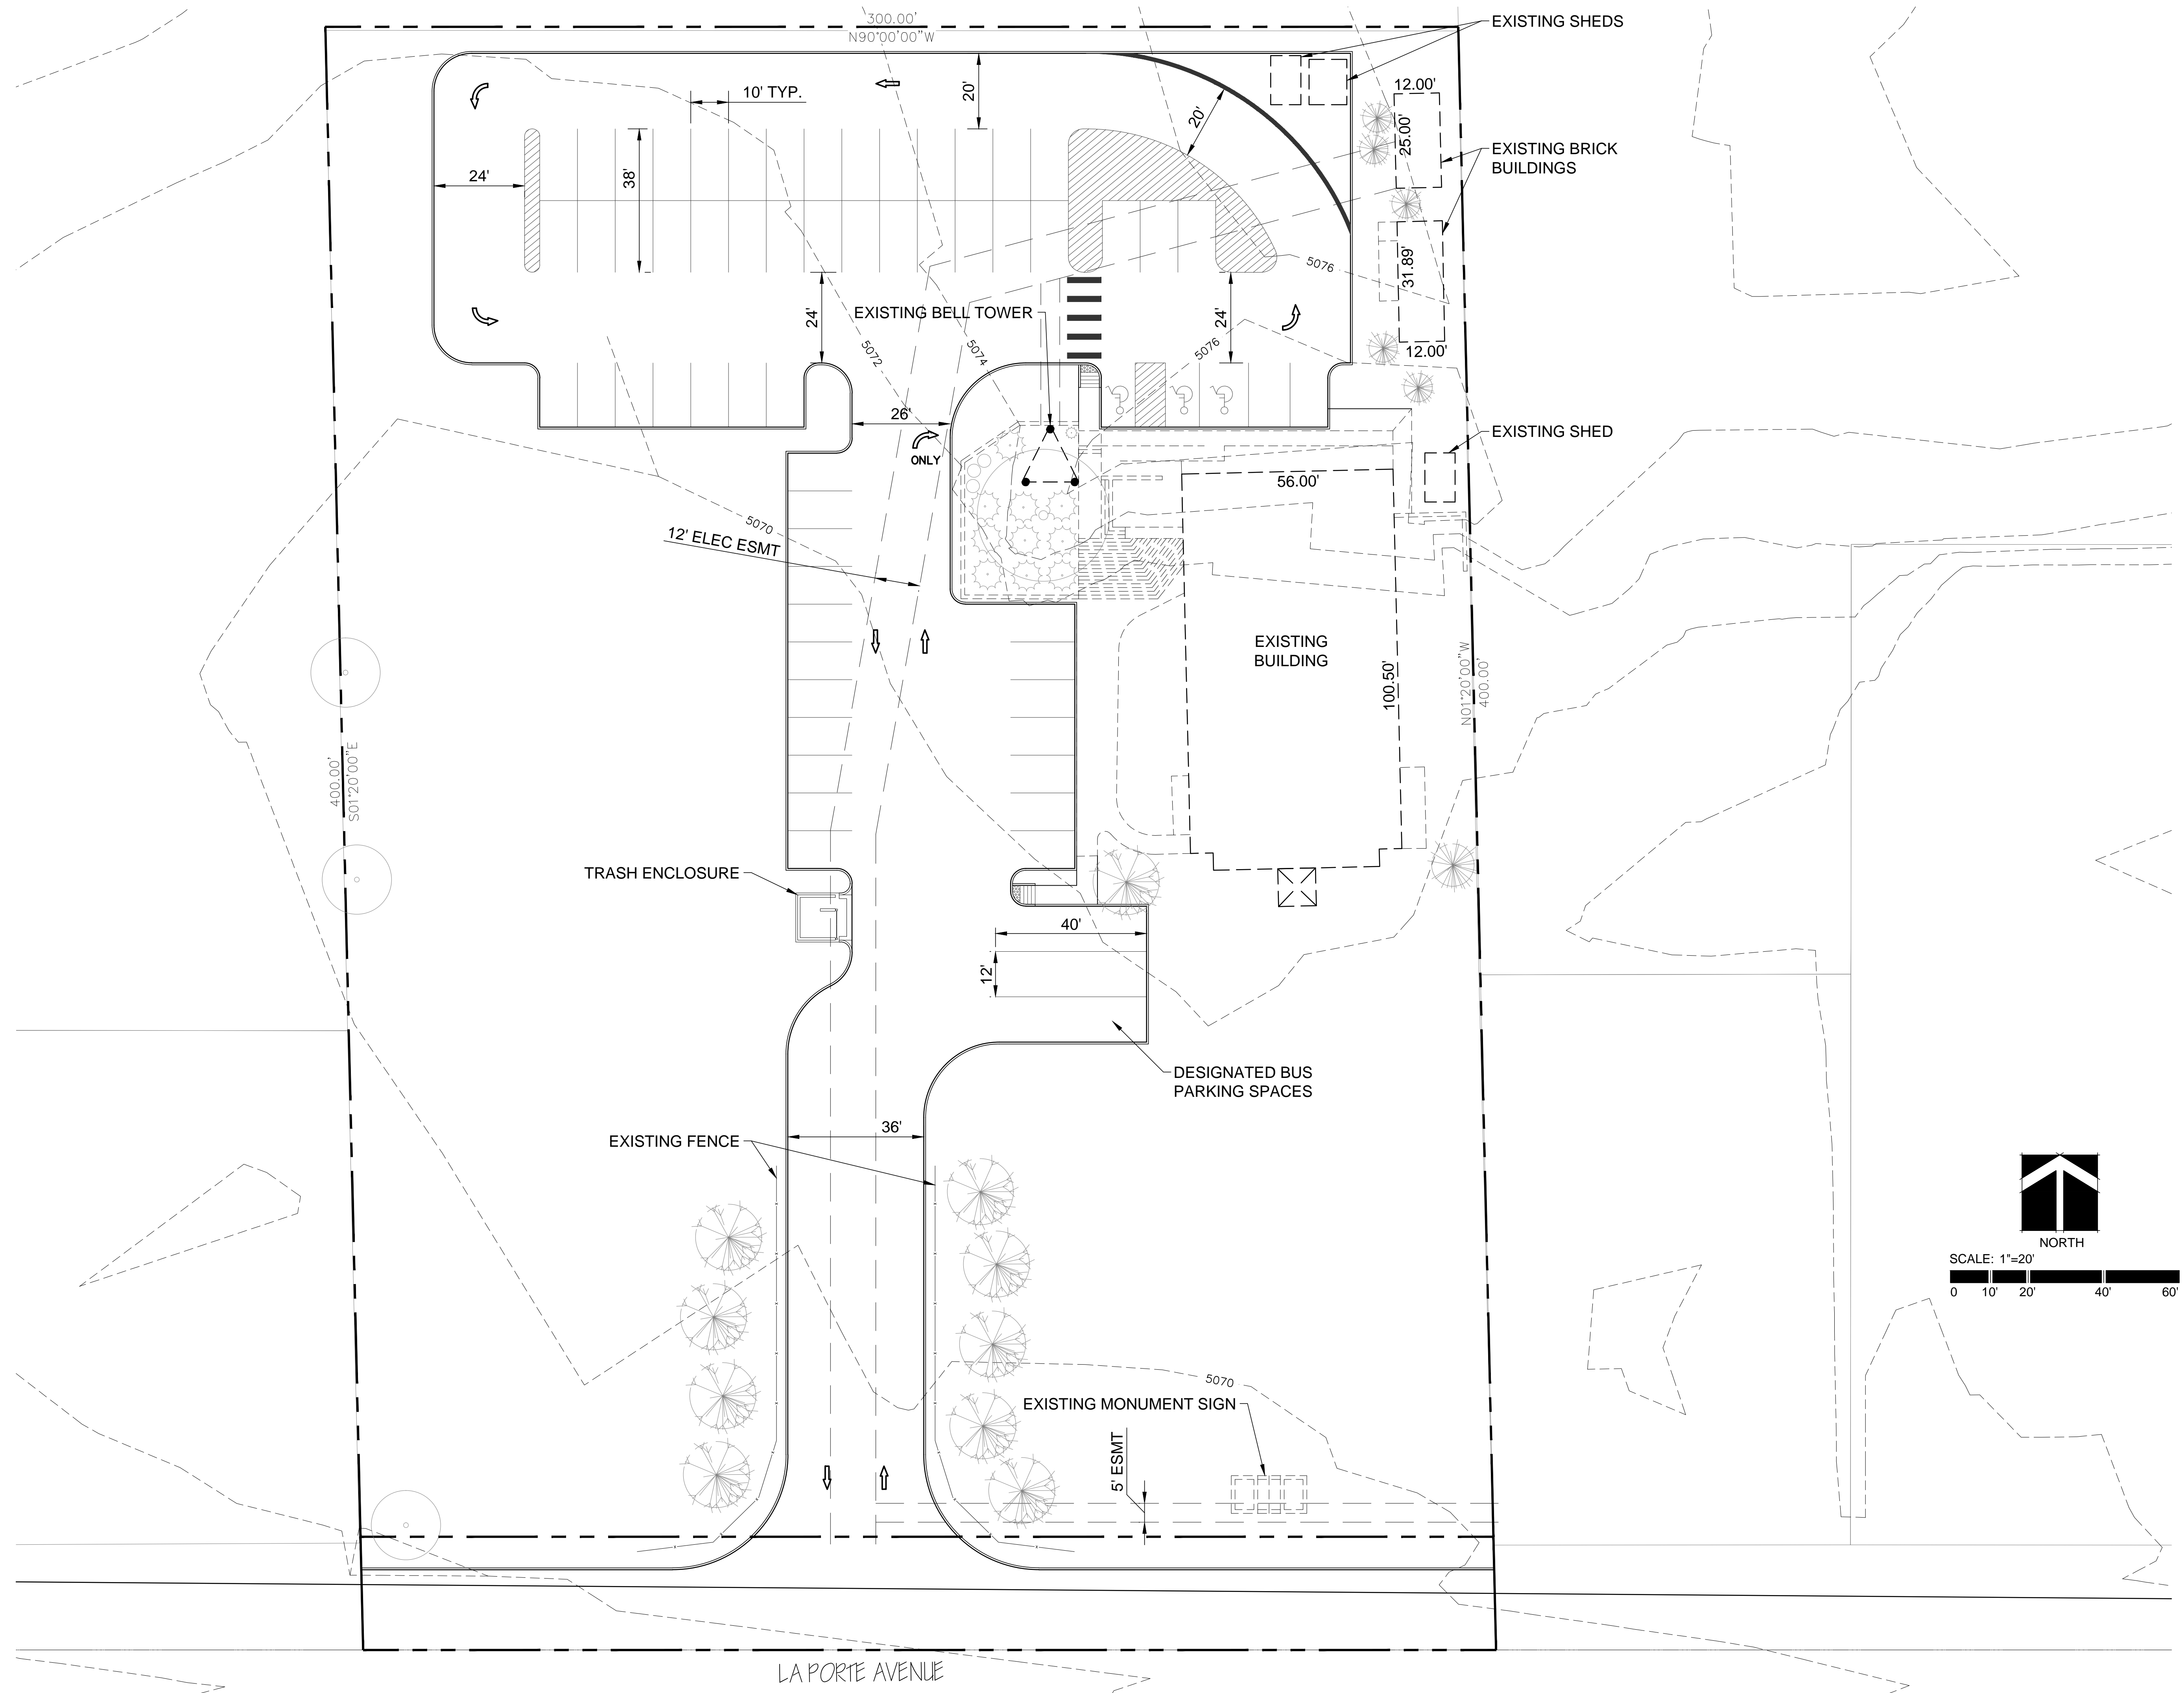 300.00'
N90°00'00"W
EXISTING SHEDS
10' TYP.
20'
20'
12.00'
25.00'
EXISTING BRICK
BUILDINGS
24'
38'
31.89'
5076
EXISTING BELL TOWER
24'
24'
5072
5074
5076
12.00'
26'
ONLY
EXISTING SHED
56.00'
5070
12' ELEC ESMT
EXISTING
BUILDING
100.50'
N01°20'00"W
400.00'
400.00'
S01°20'00"E
TRASH ENCLOSURE
40'
12'
DESIGNATED BUS
PARKING SPACES
36'
EXISTING FENCE
NORTH
SCALE: 1"=20'
0 10' 20' 40' 60'
5070
EXISTING MONUMENT SIGN
5' ESMT
LA PORTE AVENUE